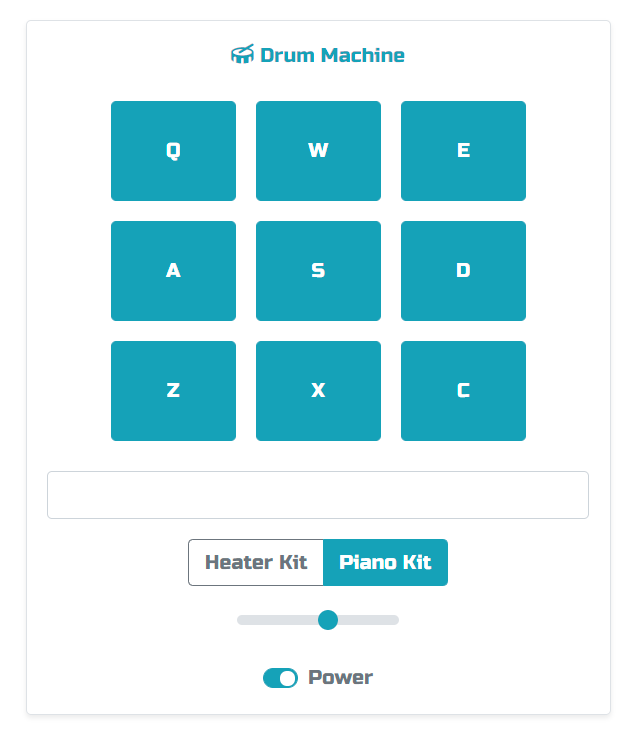 Drum Machine
Q W E
A S D
Z X C
Heater Kit Piano Kit
Power